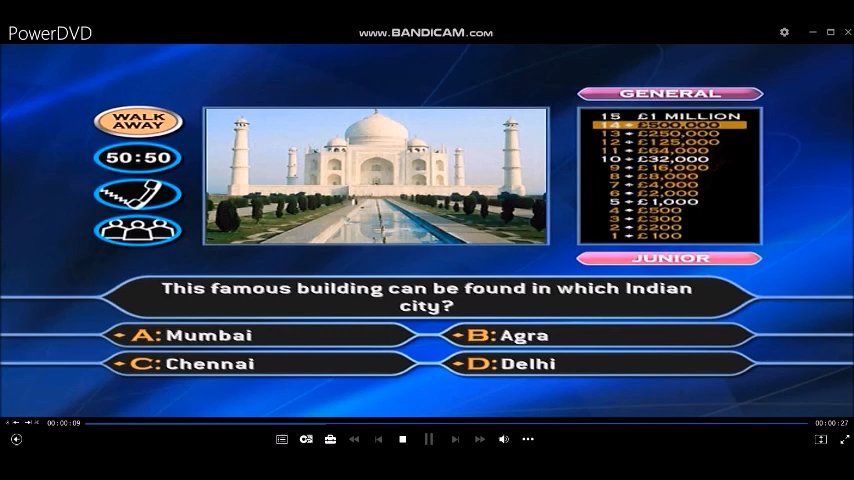 PowerDVD
www.BANDICAM.com
WALK
AWAY
50:50
GENERAL
15 £1 MILLION
14 £500,000
13 £250,000
12 £125,000
11 £64,000
10 £32,000
9 £16,000
8 £8,000
7 £4,000
6 £2,000
5 £1,000
4 £500
3 £300
2 £200
1 £100
JUNIOR
This famous building can be found in which Indian
city?
A: Mumbai
B: Agra
C: Chennai
D: Delhi
00:00:09
00:00:27